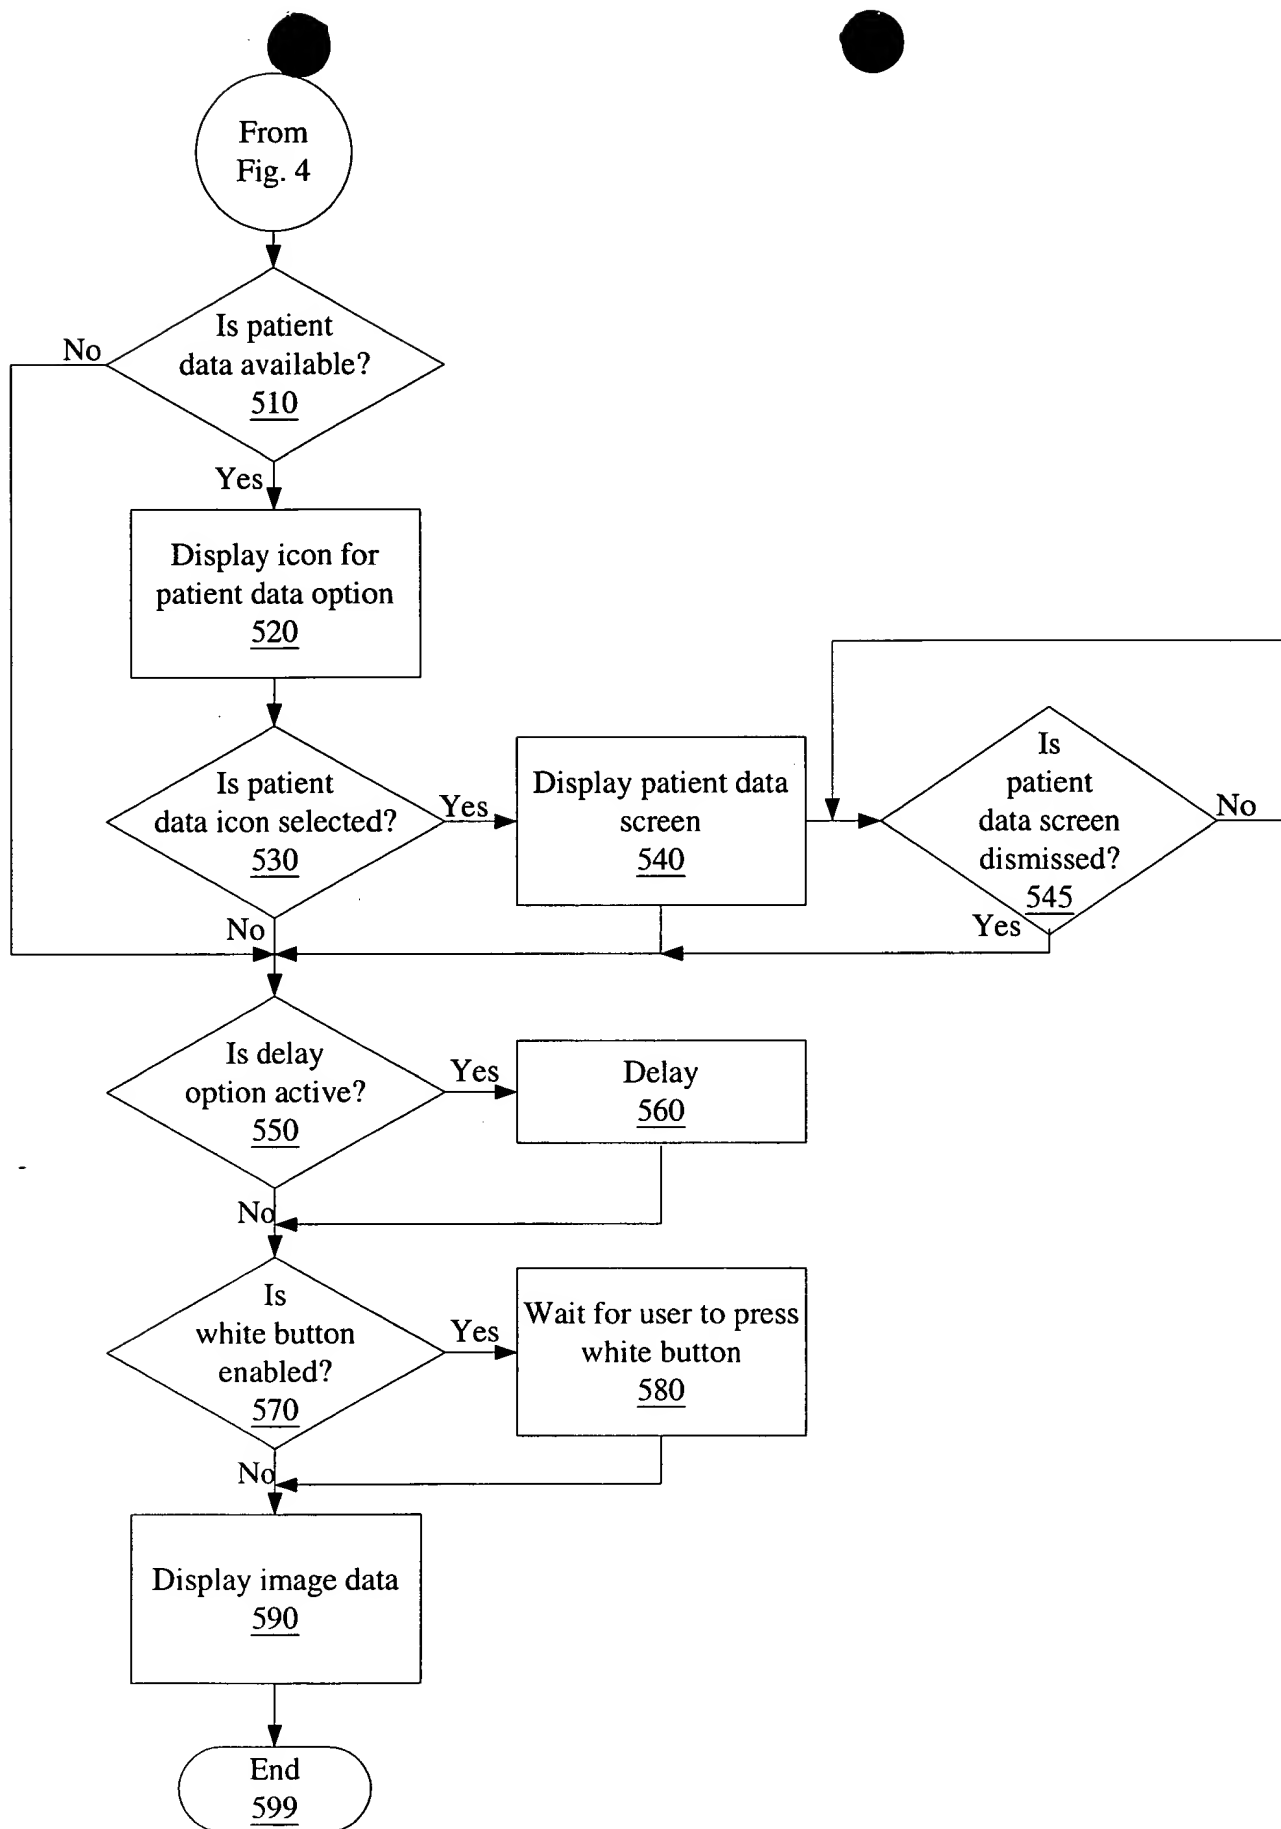 From
Fig. 4
Is patient
data available?
510
No
Yes
Display icon for
patient data option
520
Is patient
data icon selected?
530
Yes
No
Display patient data
screen
540
Is
patient
data screen
dismissed?
545
No
Yes
Is delay
option active?
550
Yes
No
Delay
560
Is
white button
enabled?
570
Yes
No
Wait for user to press
white button
580
Display image data
590
End
599